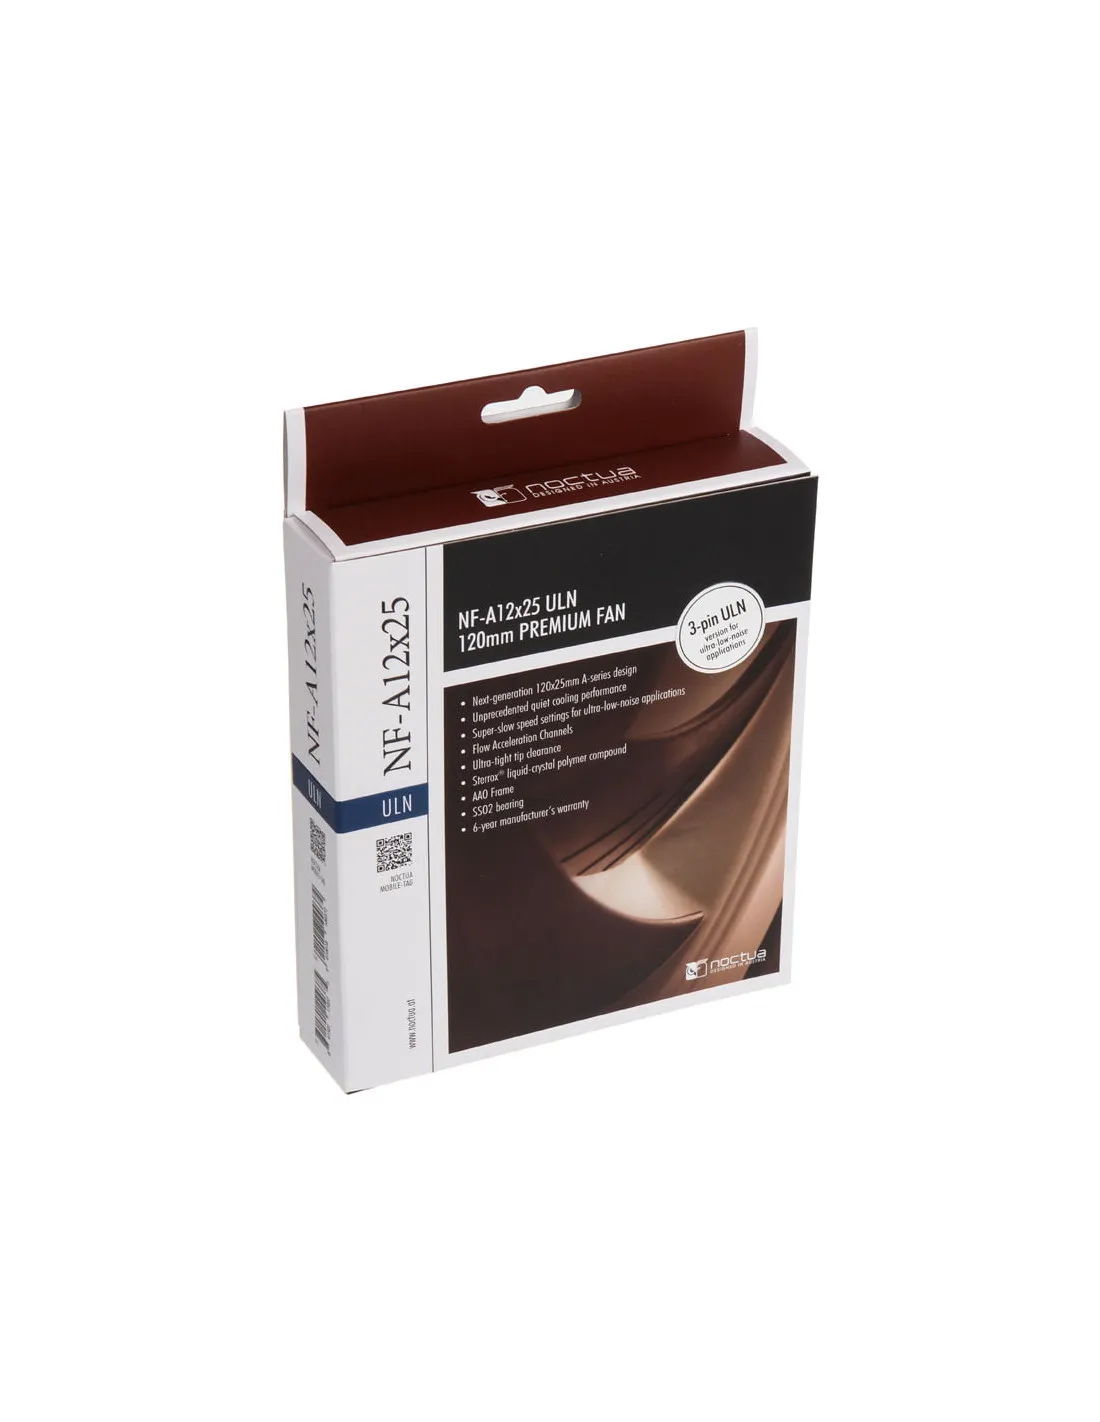 noctua
DESIGNED IN AUSTRIA
NF-A12x25
ULN
NF-A12x25
ULN
NOCTUA
MOBILE-TAG
www.noctua.at
NF-A12x25 ULN
120mm PREMIUM FAN
3-pin ULN
version for
ultra-low-noise
applications
• Next-generation 120x25mm A-series design
• Unprecedented quiet cooling performance
• Super-slow speed settings for ultra-low-noise applications
• Flow Acceleration Channels
• Ultra-tight tip clearance
• Sterrox® liquid-crystal polymer compound
• AAO Frame
• SSO2 bearing
• 6-year manufacturer's warranty
noctua
DESIGNED IN AUSTRIA